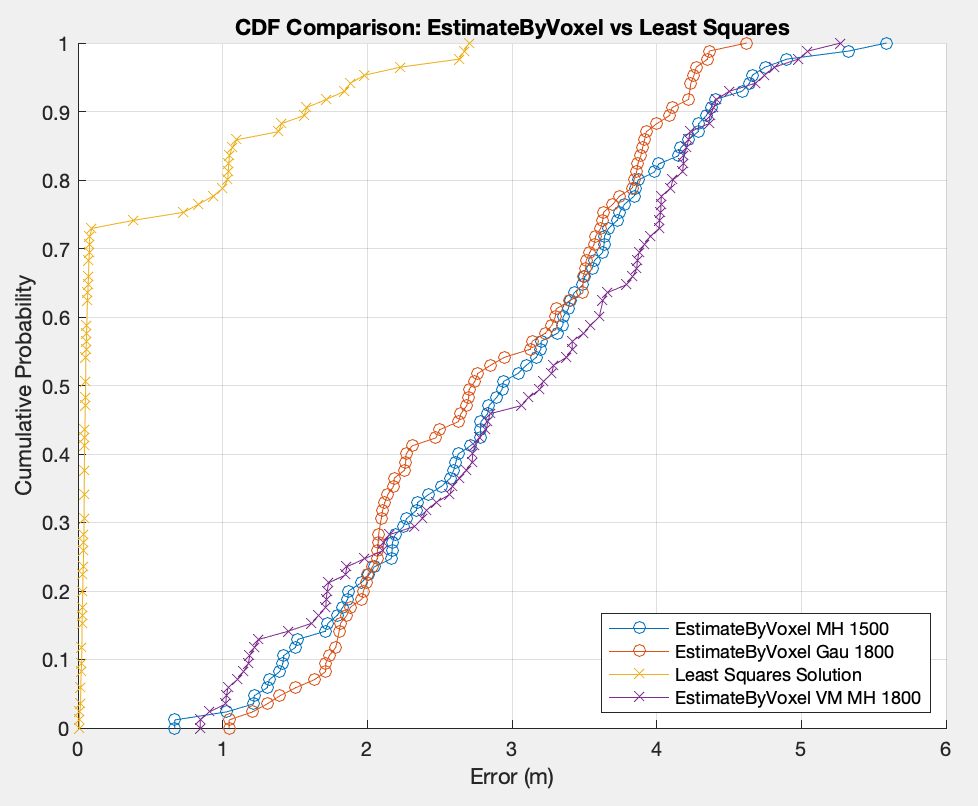 CDF Comparison: EstimateByVoxel vs Least Squares
1
0.9
0.8
0.7
0.6
0.5
0.4
0.3
0.2
0.1
0
Cumulative Probability
EstimateByVoxel MH 1500
EstimateByVoxel Gau 1800
Least Squares Solution
EstimateByVoxel VM MH 1800
0 1 2 3 4 5 6
Error (m)